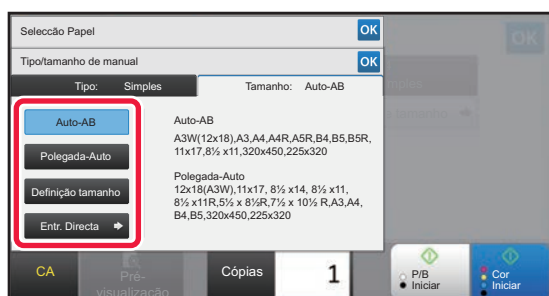 Seleccão Papel
OK
OK
Tipo/tamanho de manual
OK
Tipo: Simples
Tamanho: Auto-AB
Auto-AB
Polegada-Auto
Definição tamanho
Entr. Directa
Auto-AB
A3W(12x18),A3,A4,A4R,A5R,B4,B5,B5R,
11x17,8½ x11,320x450,225x320
Polegada-Auto
12x18(A3W),11x17, 8½ x14, 8½ x11,
8½ x11R,5½ x 8½R,7½ x 10½ R,A3,A4,
B4,B5,320x450,225x320
CA
Pré-
visualização
Cópias
1
P/B
Iniciar
Cor
Iniciar